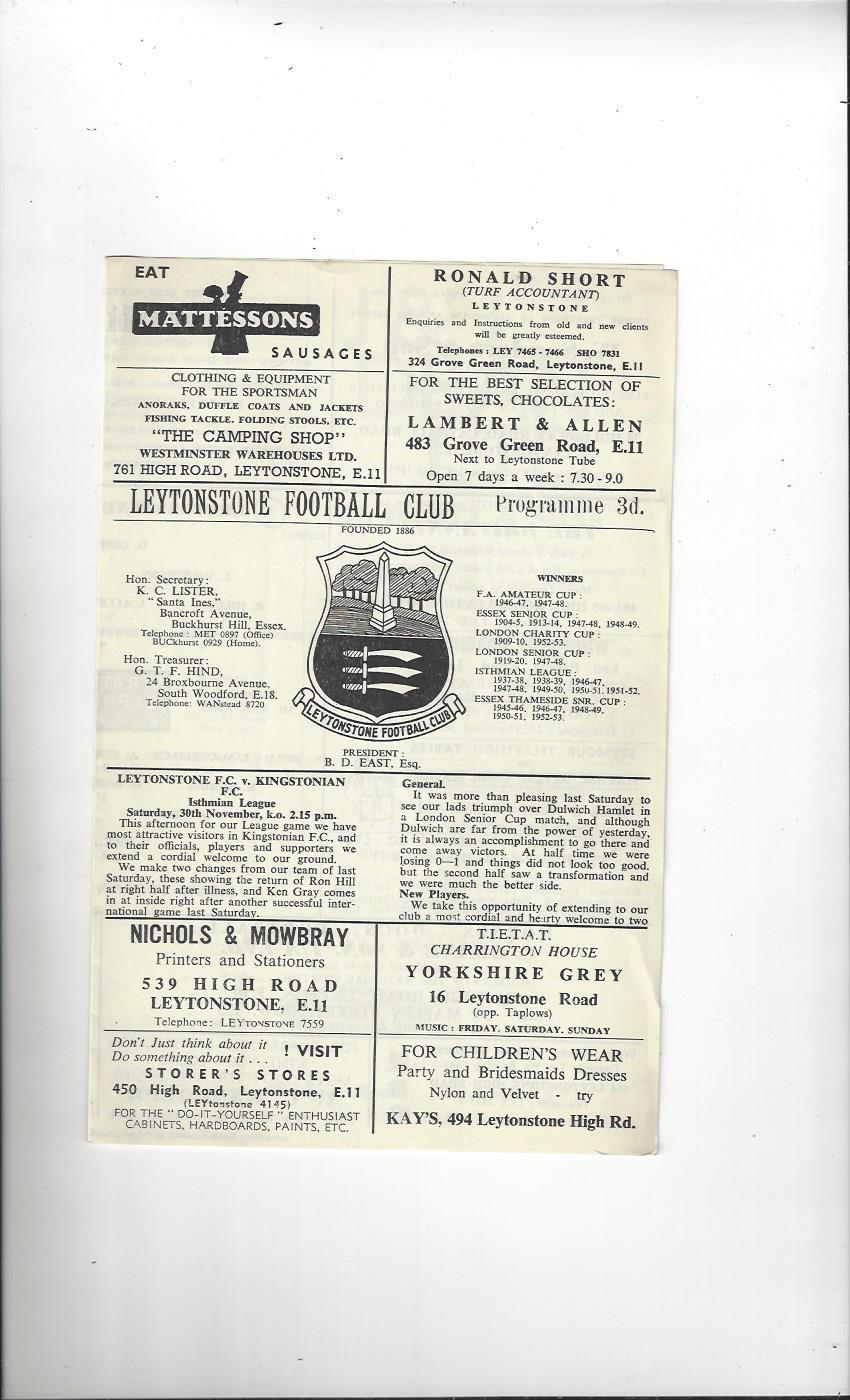 EAT
MATTESSONS
SAUSAGES
RONALD SHORT
(TURF ACCOUNTANT)
LEYTONSTONE
Enquiries and Instructions from old and new clients
will be greatly esteemed.
Telephones : LEY 7465 - 7466 SHO 7831
324 Grove Green Road, Leytonstone, E.11
CLOTHING & EQUIPMENT
FOR THE SPORTSMAN
ANORAKS, DUFFLE COATS AND JACKETS
FISHING TACKLE, FOLDING STOOLS, ETC.
"THE CAMPING SHOP"
WESTMINSTER WAREHOUSES LTD.
761 HIGH ROAD, LEYTONSTONE, E.11
FOR THE BEST SELECTION OF
SWEETS, CHOCOLATES:
LAMBERT & ALLEN
483 Grove Green Road, E.11
Next to Leytonstone Tube
Open 7 days a week : 7.30 - 9.0
LEYTONSTONE FOOTBALL CLUB Programme 3d.
FOUNDED 1886
Hon. Secretary:
K. C. LISTER,
"Santa Ines,"
Bancroft Avenue,
Buckhurst Hill, Essex.
Telephone : MET 0897 (Office)
BUCkhurst 0929 (Home).
Hon. Treasurer:
G. T. F. HIND,
24 Broxbourne Avenue,
South Woodford, E.18.
Telephone: WANstead 8720
LEYTONSTONE FOOTBALL CLUB
WINNERS
F.A. AMATEUR CUP :
1946-47, 1947-48.
ESSEX SENIOR CUP :
1904-5, 1913-14, 1947-48, 1948-49.
LONDON CHARITY CUP :
1909-10, 1952-53.
LONDON SENIOR CUP :
1919-20, 1947-48.
ISTHMIAN LEAGUE :
1937-38, 1938-39, 1946-47,
1947-48, 1949-50, 1950-51, 1951-52.
ESSEX THAMESIDE SNR. CUP :
1945-46, 1946-47, 1948-49,
1950-51, 1952-53.
PRESIDENT :
B. D. EAST, Esq.
LEYTONSTONE F.C. v. KINGSTONIAN
F.C.
Isthmian League
Saturday, 30th November, k.o. 2.15 p.m.
This afternoon for our League game we have
most attractive visitors in Kingstonian F.C., and
to their officials, players and supporters we
extend a cordial welcome to our ground.
We make two changes from our team of last
Saturday, these showing the return of Ron Hill
at right half after illness, and Ken Gray comes
in at inside right after another successful inter-
national game last Saturday.
General.
It was more than pleasing last Saturday to
see our lads triumph over Dulwich Hamlet in
a London Senior Cup match, and although
Dulwich are far from the power of yesterday,
it is always an accomplishment to go there and
come away victors. At half time we were
losing 0—1 and things did not look too good,
but the second half saw a transformation and
we were much the better side.
New Players.
We take this opportunity of extending to our
club a most cordial and hearty welcome to two
NICHOLS & MOWBRAY
Printers and Stationers
539 HIGH ROAD
LEYTONSTONE, E.11
Telephone: LEYTONSTONE 7559
T.I.E.T.A.T.
CHARRINGTON HOUSE
YORKSHIRE GREY
16 Leytonstone Road
(opp. Taplows)
MUSIC : FRIDAY, SATURDAY, SUNDAY
Don't Just think about it
Do something about it . . . ! VISIT
STORER'S STORES
450 High Road, Leytonstone, E.11
(LEYtonstone 4145)
FOR THE "DO-IT-YOURSELF" ENTHUSIAST
CABINETS, HARDBOARDS, PAINTS, ETC.
FOR CHILDREN'S WEAR
Party and Bridesmaids Dresses
Nylon and Velvet - try
KAY'S, 494 Leytonstone High Rd.